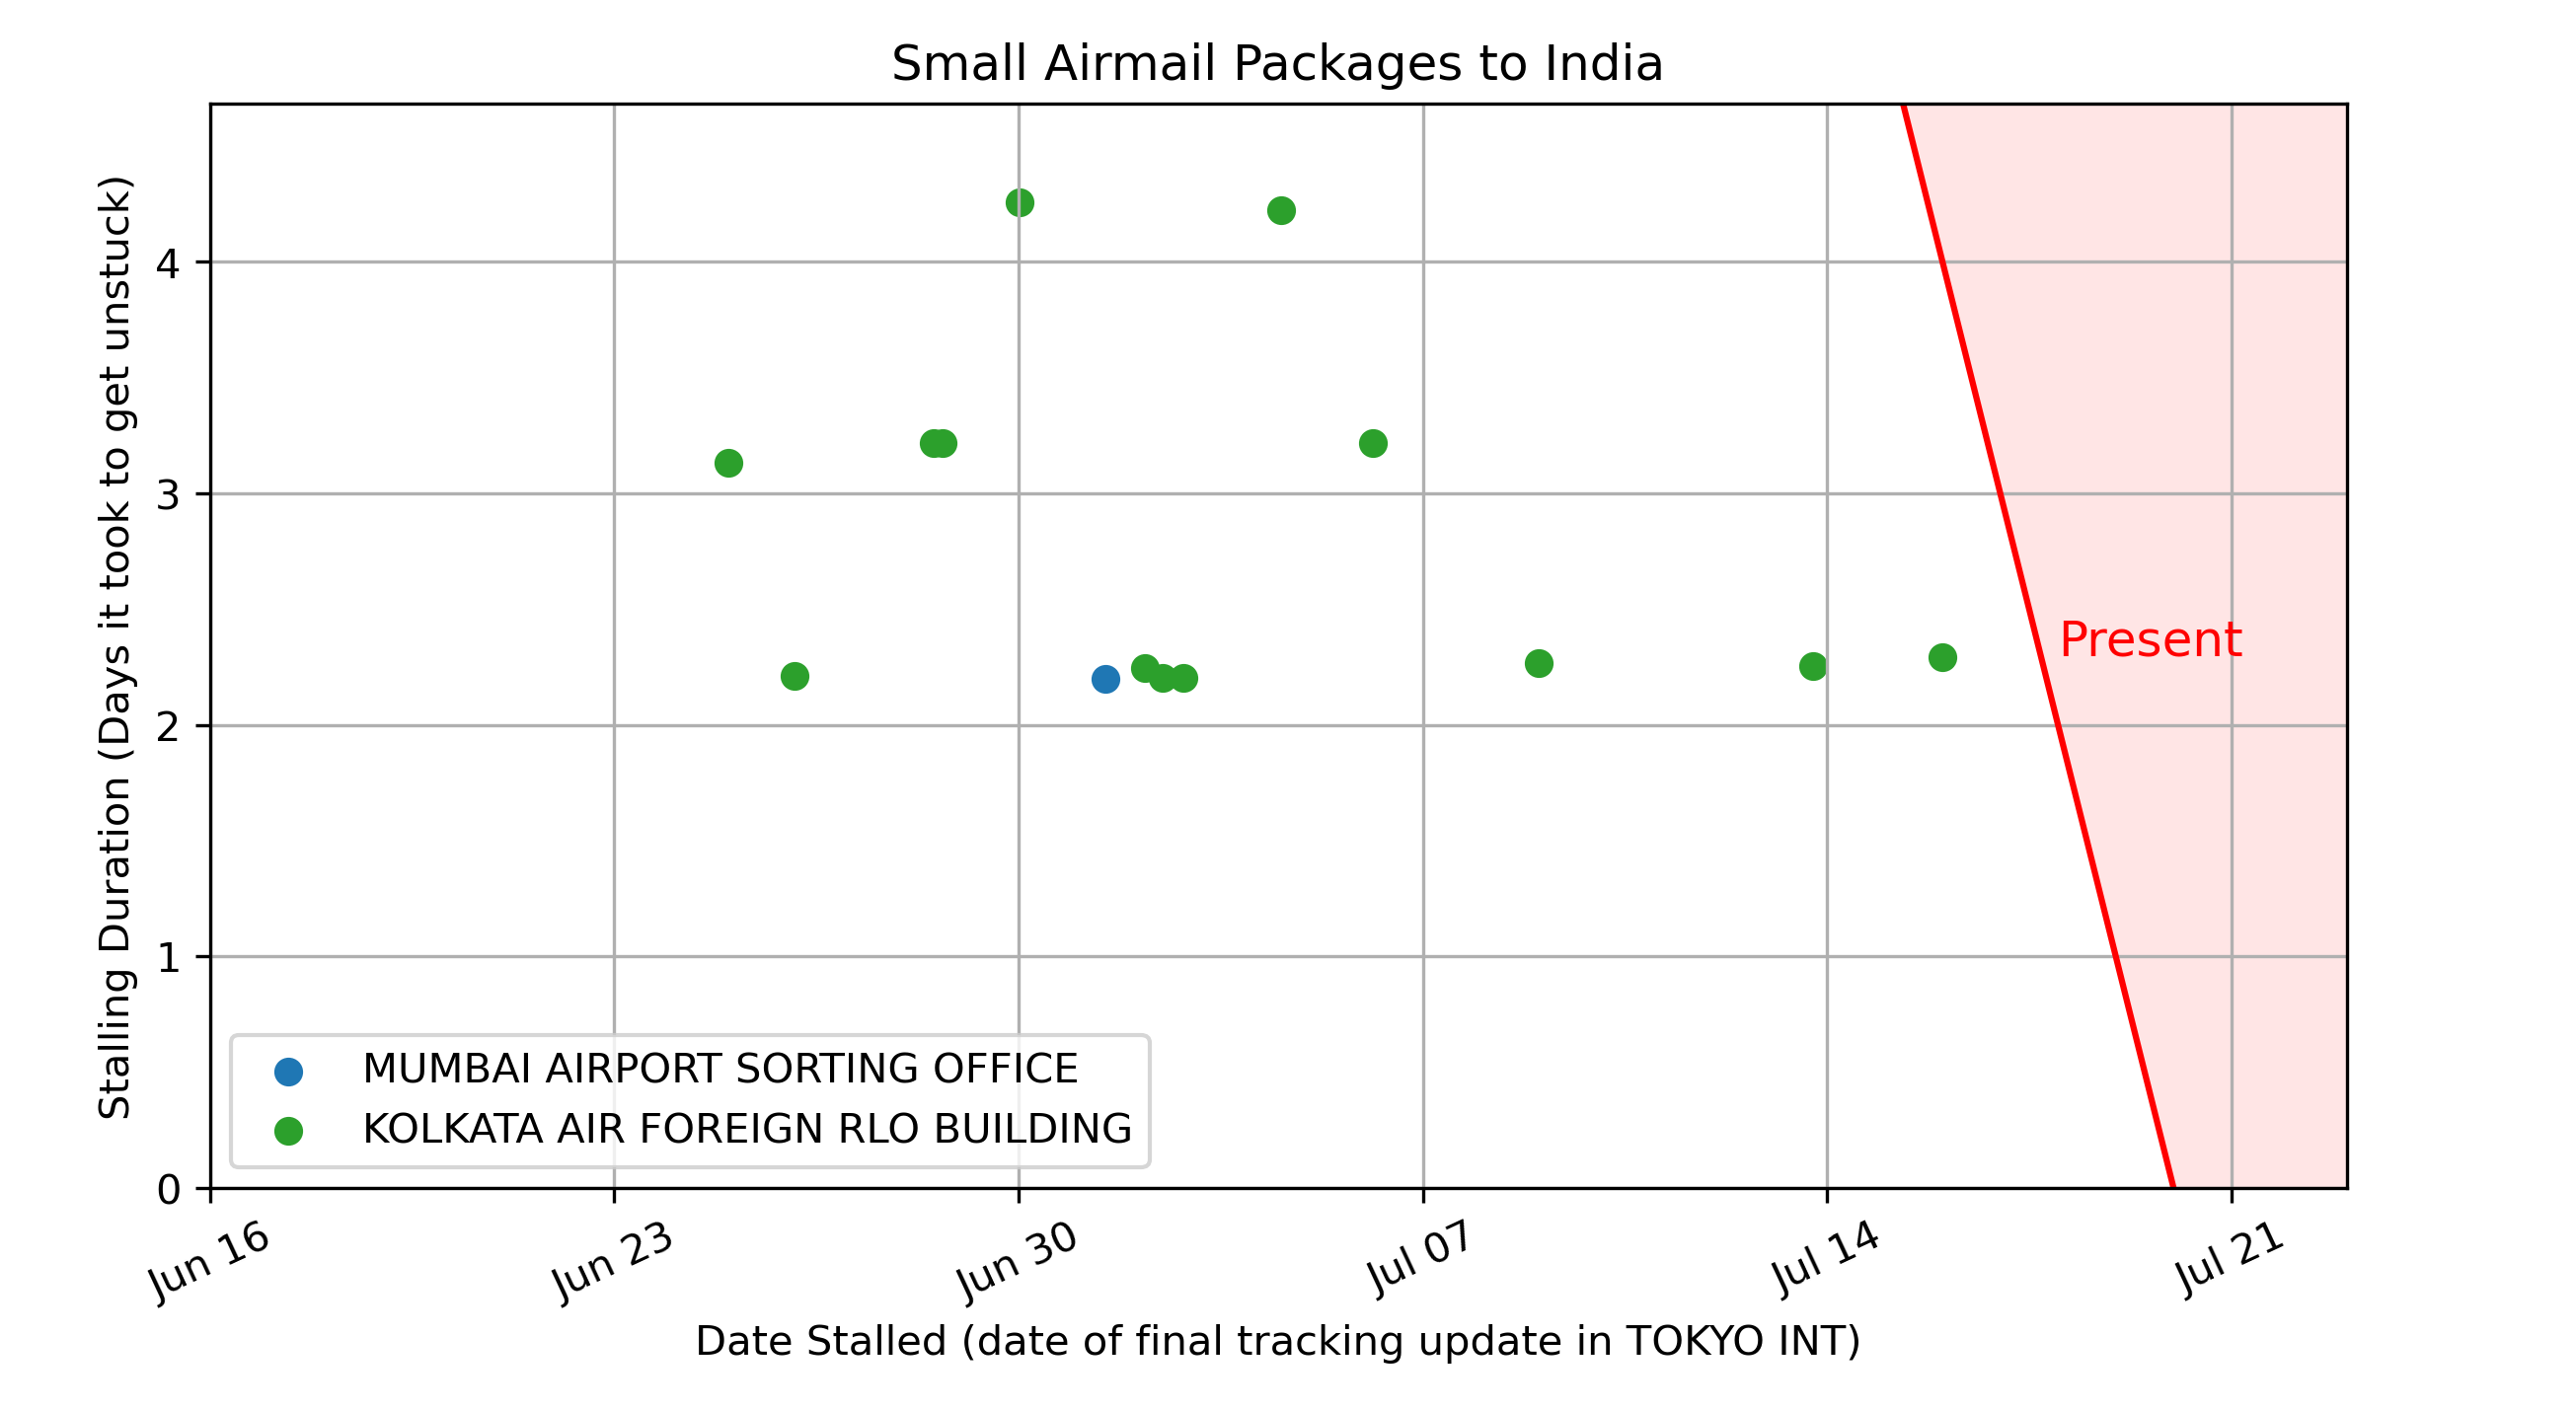 Small Airmail Packages to India
Stalling Duration (Days it took to get unstuck)
4
3
2
1
0
Present
MUMBAI AIRPORT SORTING OFFICE
KOLKATA AIR FOREIGN RLO BUILDING
Jun 16
Jun 23
Jun 30
Jul 07
Jul 14
Jul 21
Date Stalled (date of final tracking update in TOKYO INT)